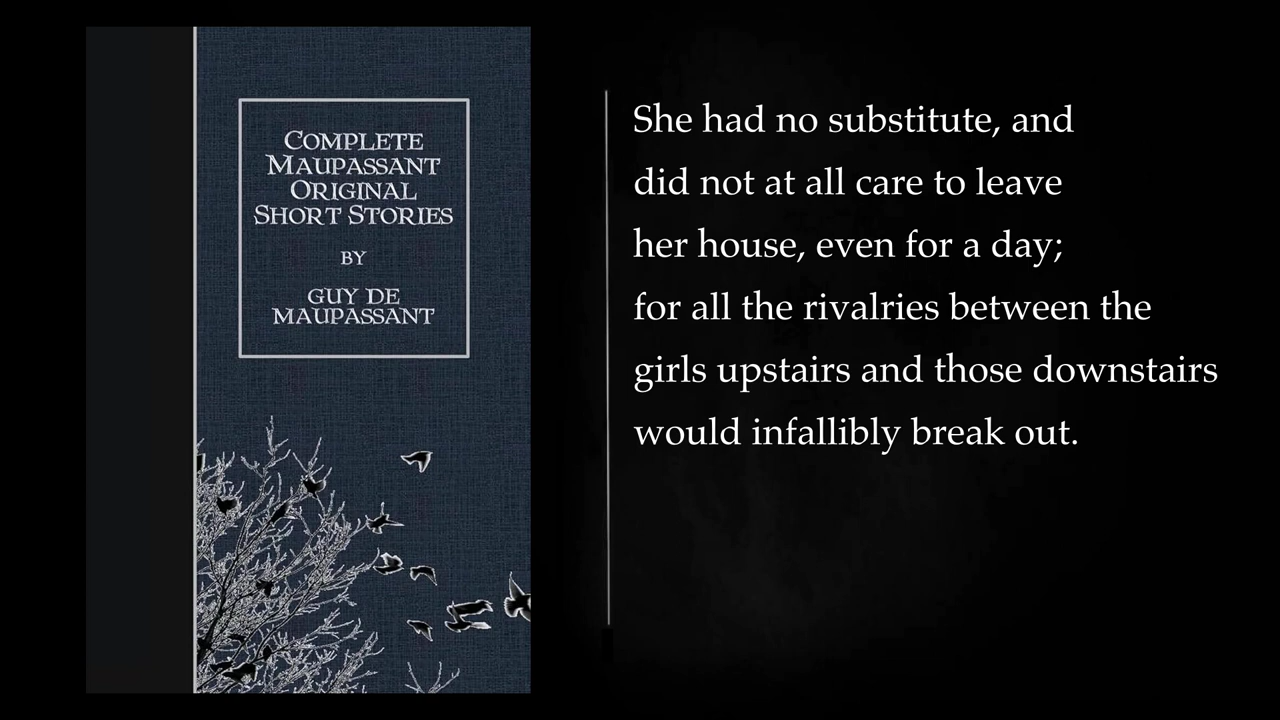 COMPLETE
MAUPASSANT
ORIGINAL
SHORT STORIES
BY
GUY DE
MAUPASSANT
She had no substitute, and
did not at all care to leave
her house, even for a day;
for all the rivalries between the
girls upstairs and those downstairs
would infallibly break out.